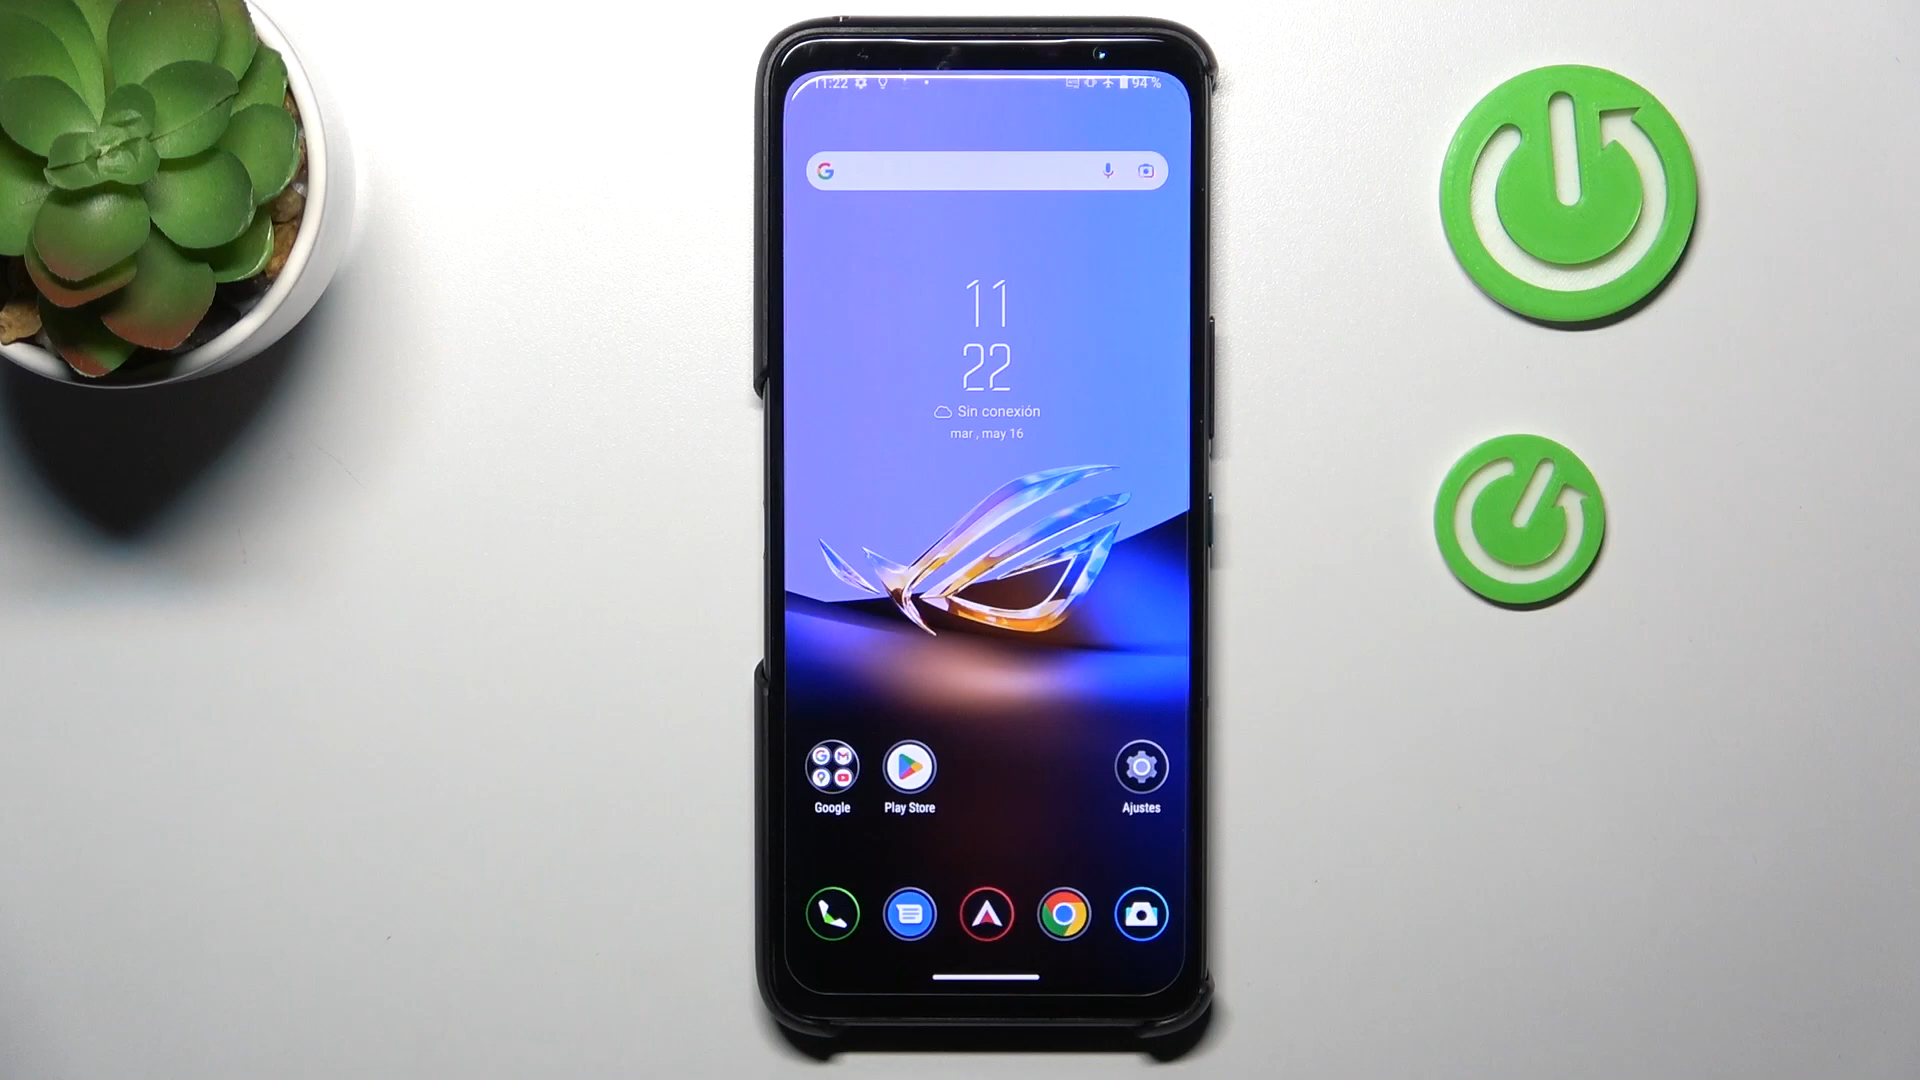 11:22 94 %
11
22
Sin conexión
mar , may 16
Google Play Store Ajustes